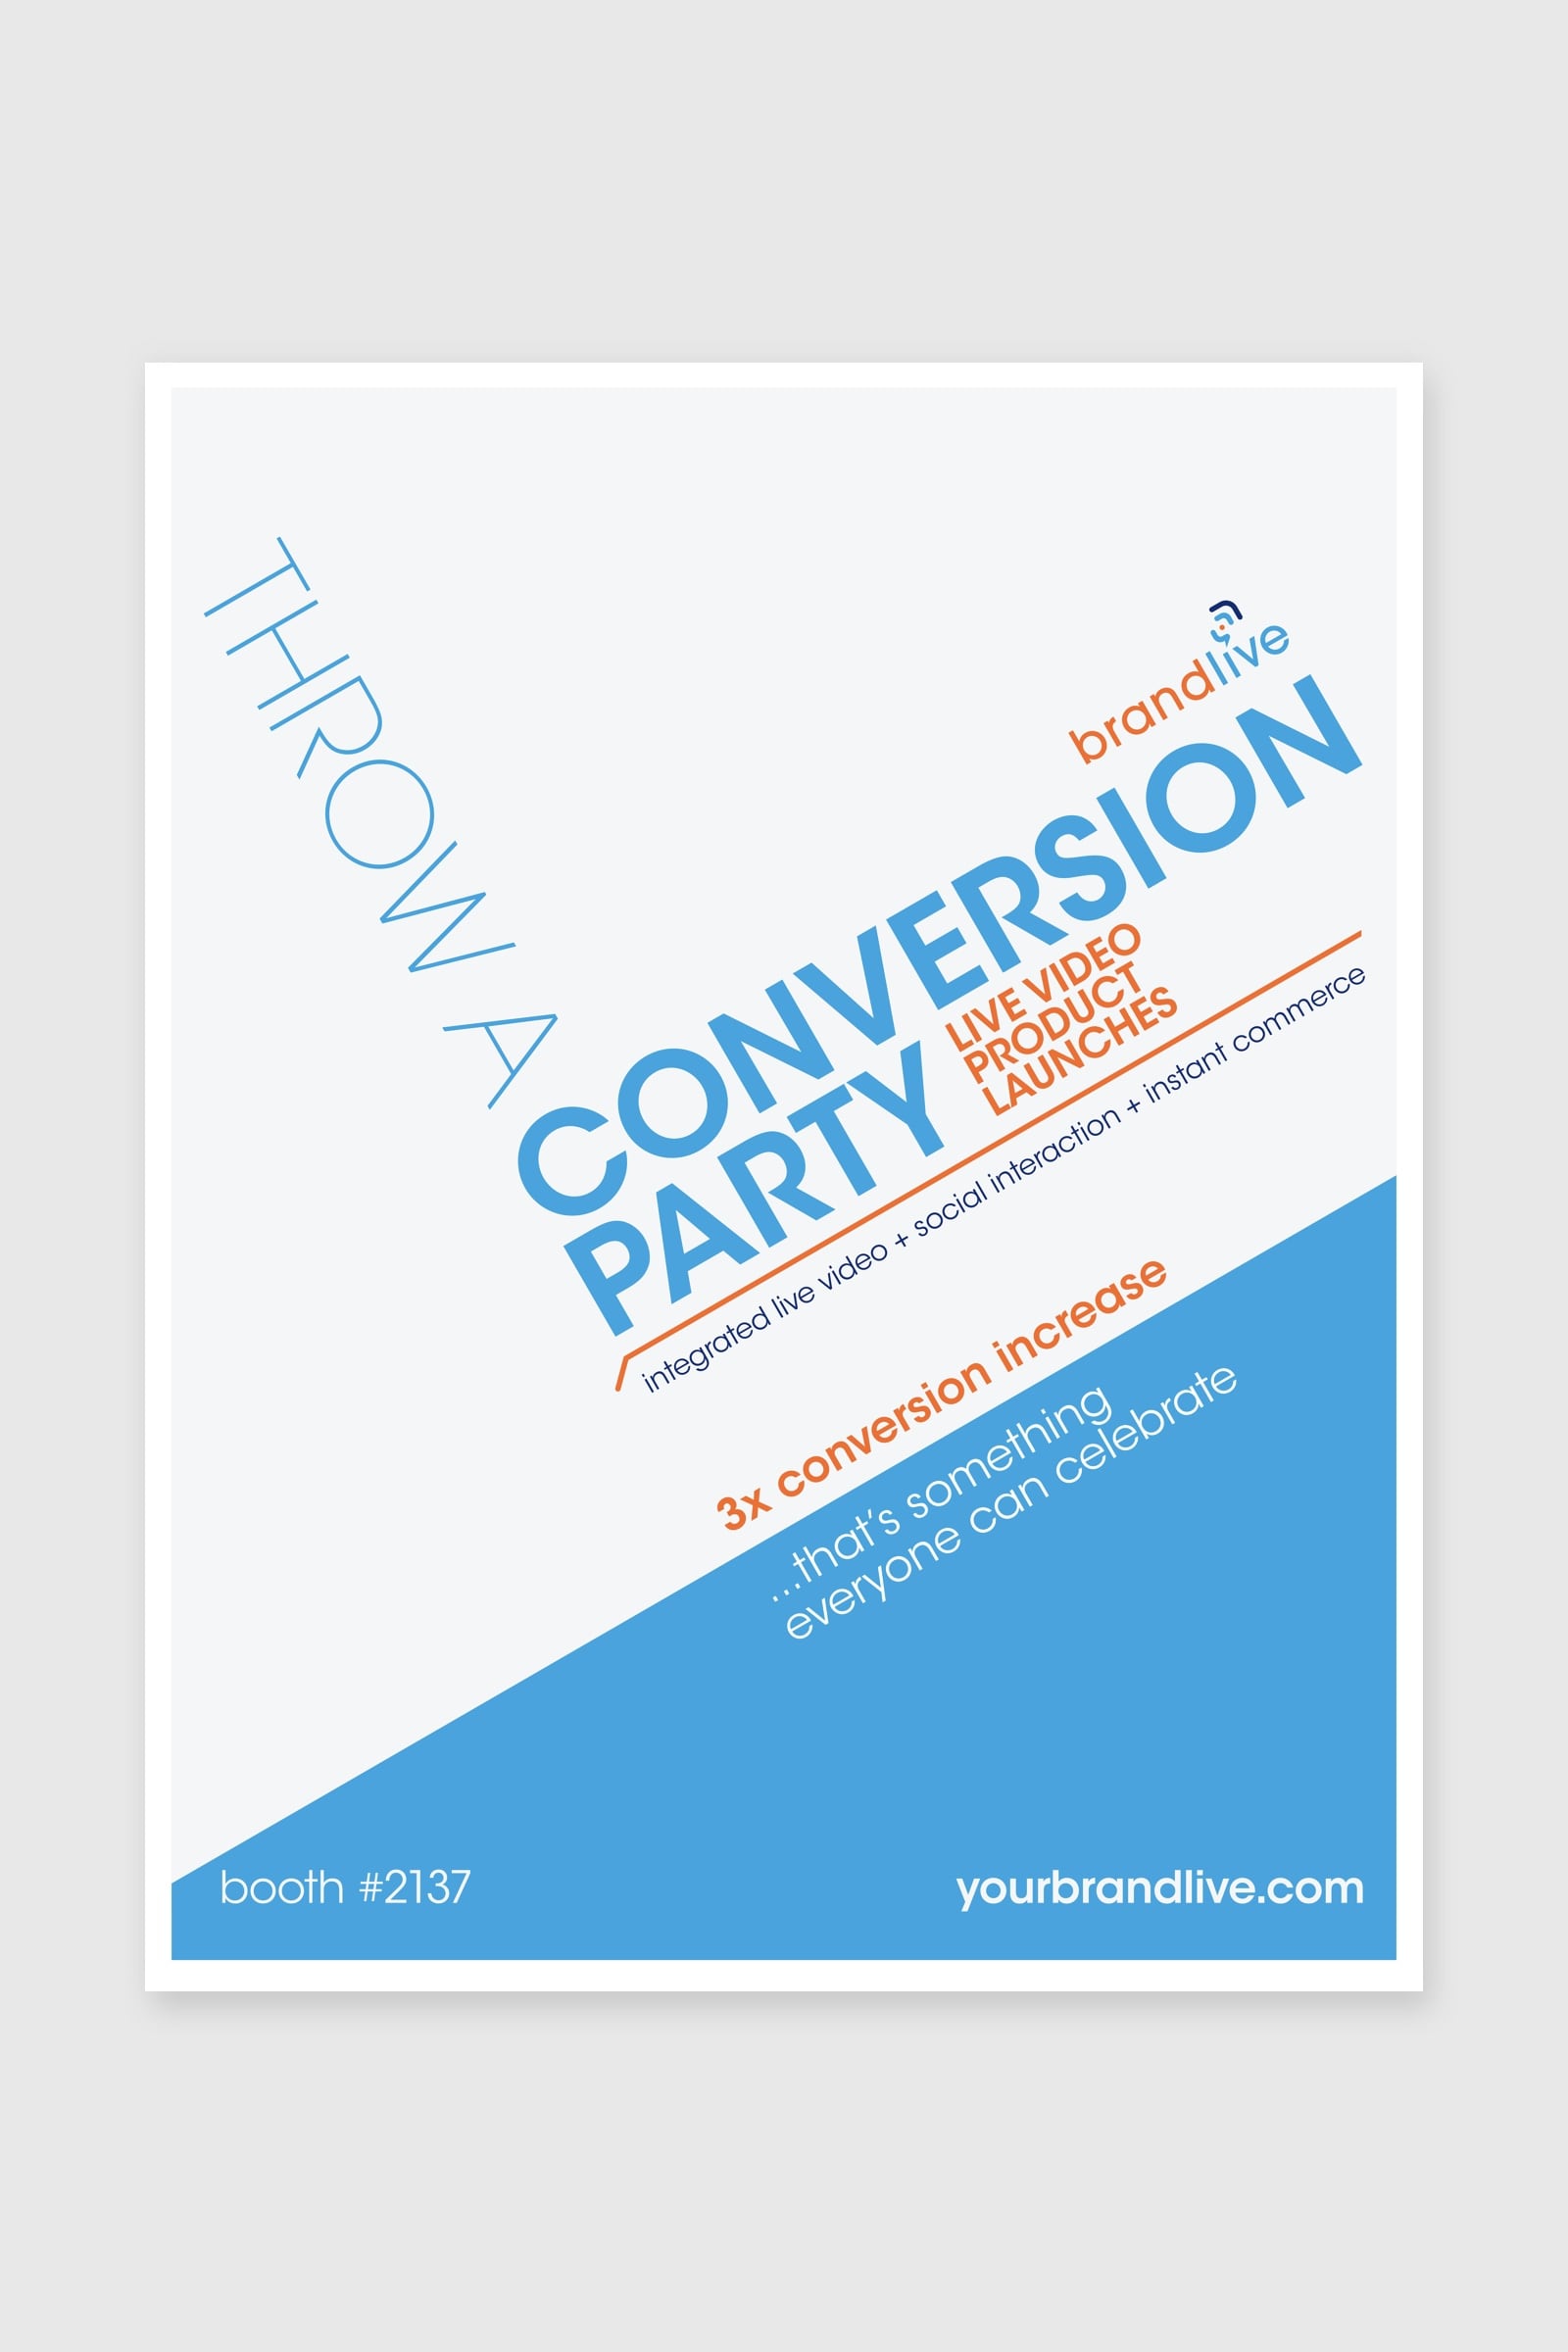 THROW A
brandlive
CONVERSION
PARTY
LIVE VIDEO
PRODUCT
LAUNCHES
integrated live video + social interaction + instant commerce
3x conversion increase
...that's something
everyone can celebrate
booth #2137
yourbrandlive.com